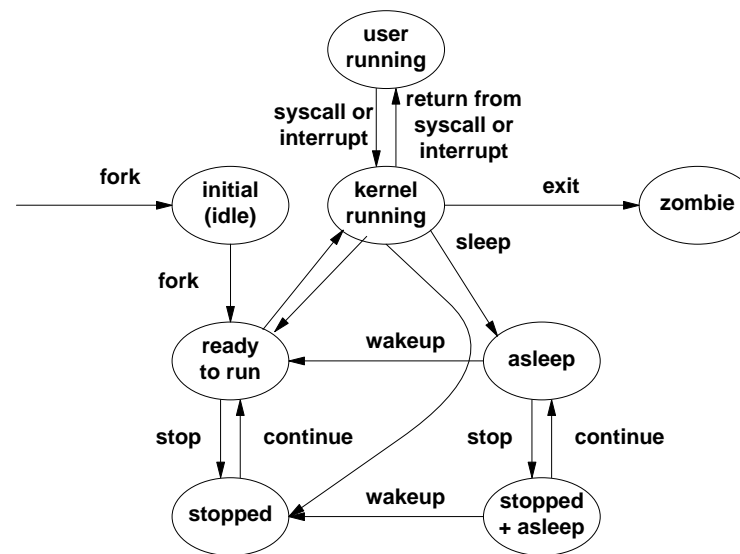 user
running
syscall or
interrupt
return from
syscall or
interrupt
fork
initial
(idle)
kernel
running
exit
zombie
sleep
fork
ready
to run
wakeup
asleep
stop
continue
stop
continue
stopped
wakeup
stopped
+ asleep